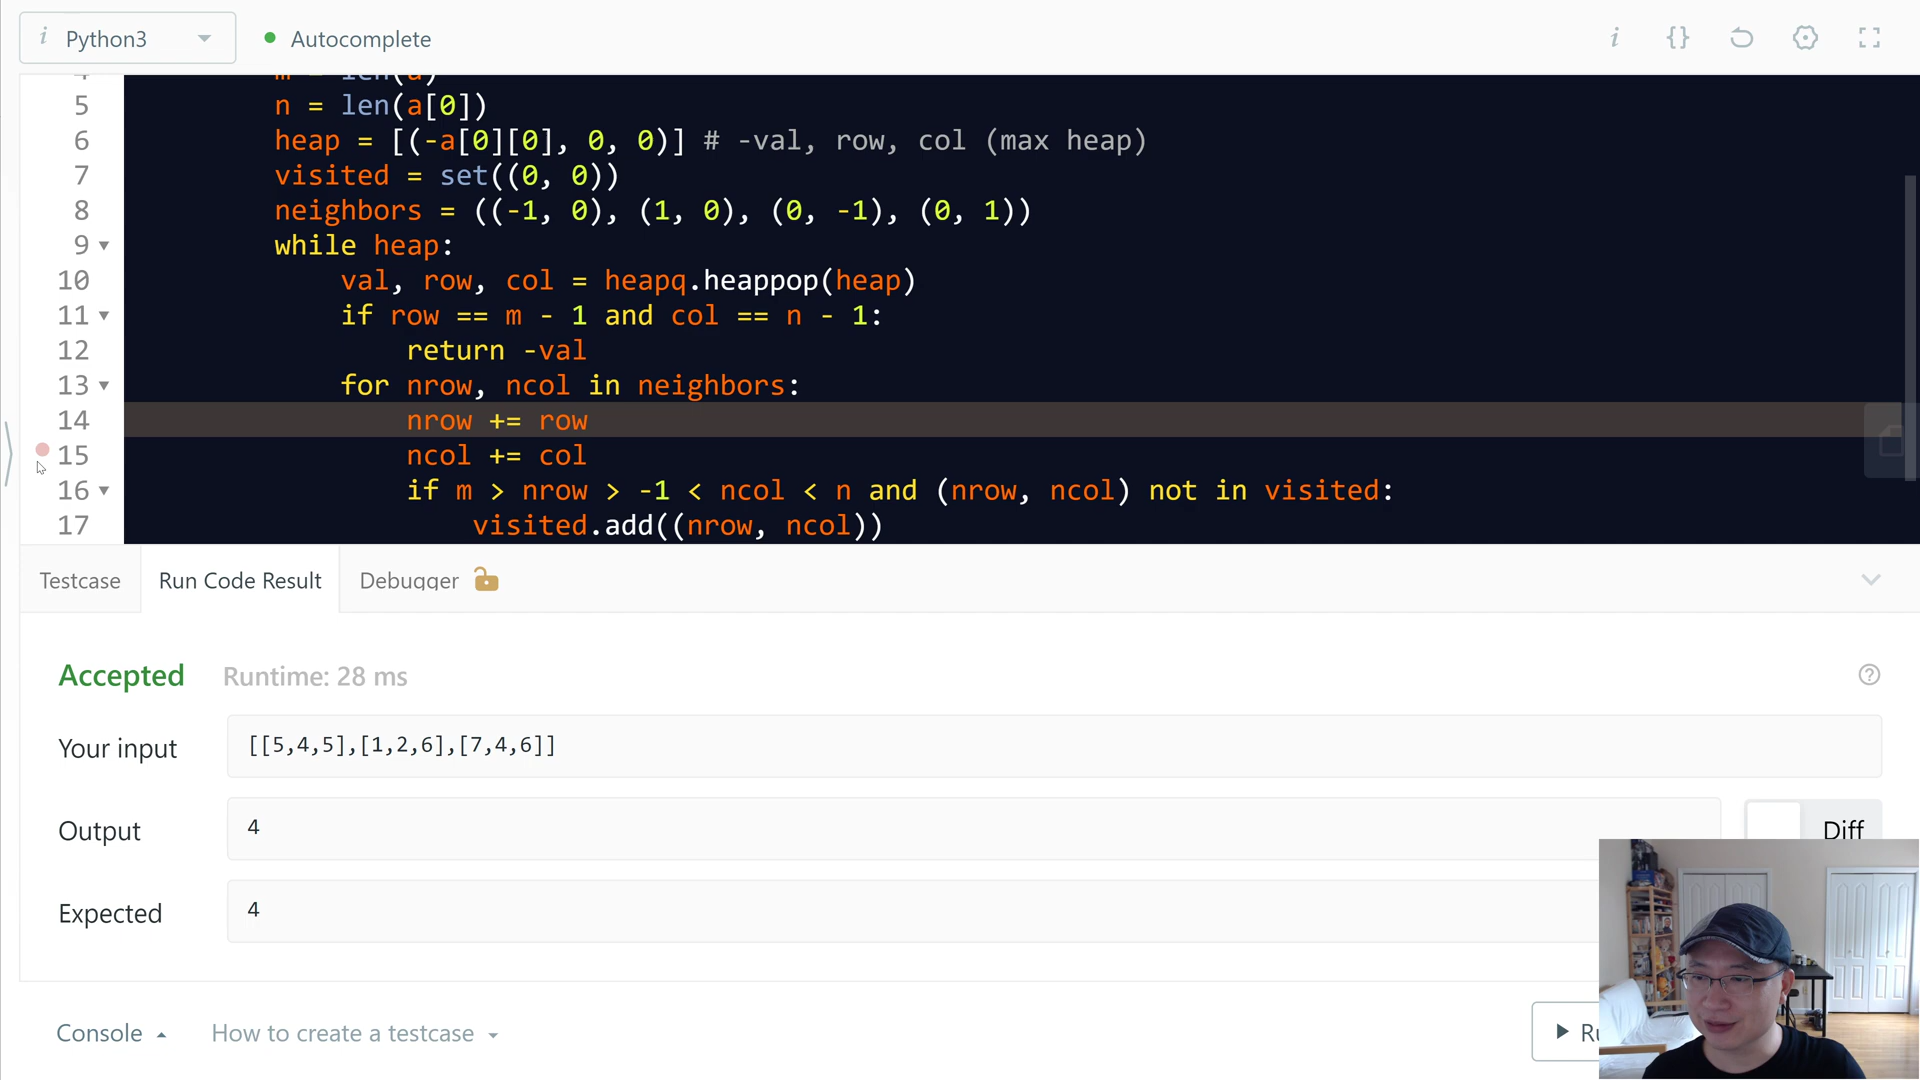 i Python3 Autocomplete i {}
4 m = len(a)
5 n = len(a[0])
6 heap = [(-a[0][0], 0, 0)] # -val, row, col (max heap)
7 visited = set((0, 0))
8 neighbors = ((-1, 0), (1, 0), (0, -1), (0, 1))
9 while heap:
10 val, row, col = heapq.heappop(heap)
11 if row == m - 1 and col == n - 1:
12 return -val
13 for nrow, ncol in neighbors:
14 nrow += row
15 ncol += col
16 if m > nrow > -1 < ncol < n and (nrow, ncol) not in visited:
17 visited.add((nrow, ncol))
Testcase Run Code Result Debugger
Accepted Runtime: 28 ms ?
Your input [[5,4,5],[1,2,6],[7,4,6]]
Output 4 Diff
Expected 4
Console How to create a testcase